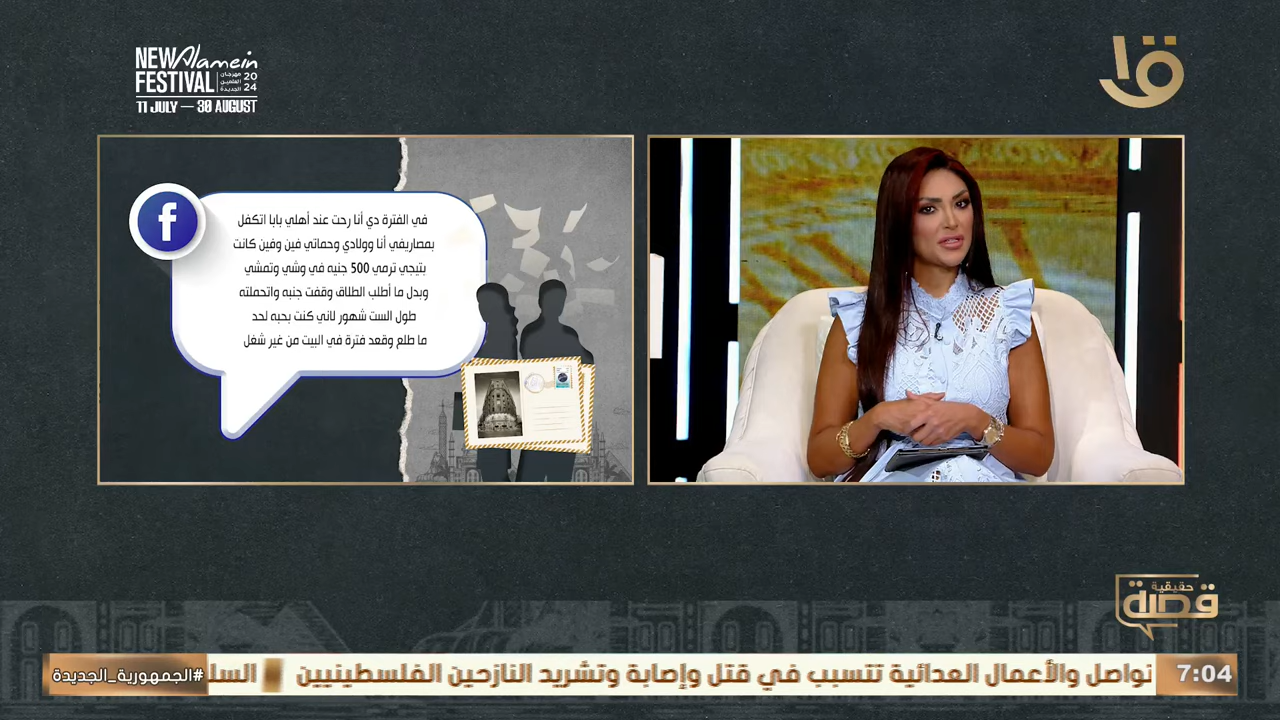 NEW Alamein
FESTIVAL
مهرجان
العلمين
الجديدة
2024
11 JULY — 30 AUGUST
في الفترة دي أنا رحت عند أهلي بابا اتكفل
بمصاريفي أنا وولادي وحماتي فين وفين كانت
بتيجي ترمي 500 جنيه في وشي وتمشي
وبدل ما أطلب الطلاق وقفت جنبه واتحملته
طول الست شهور لاني كنت بحبه لحد
ما طلع وقعد فترة في البيت من غير شغل
قصة
حقيقية
7:04
تواصل والأعمال العدائية تتسبب في قتل وإصابة وتشريد النازحين الفلسطينيين
السل
#الجمهورية_الجديدة